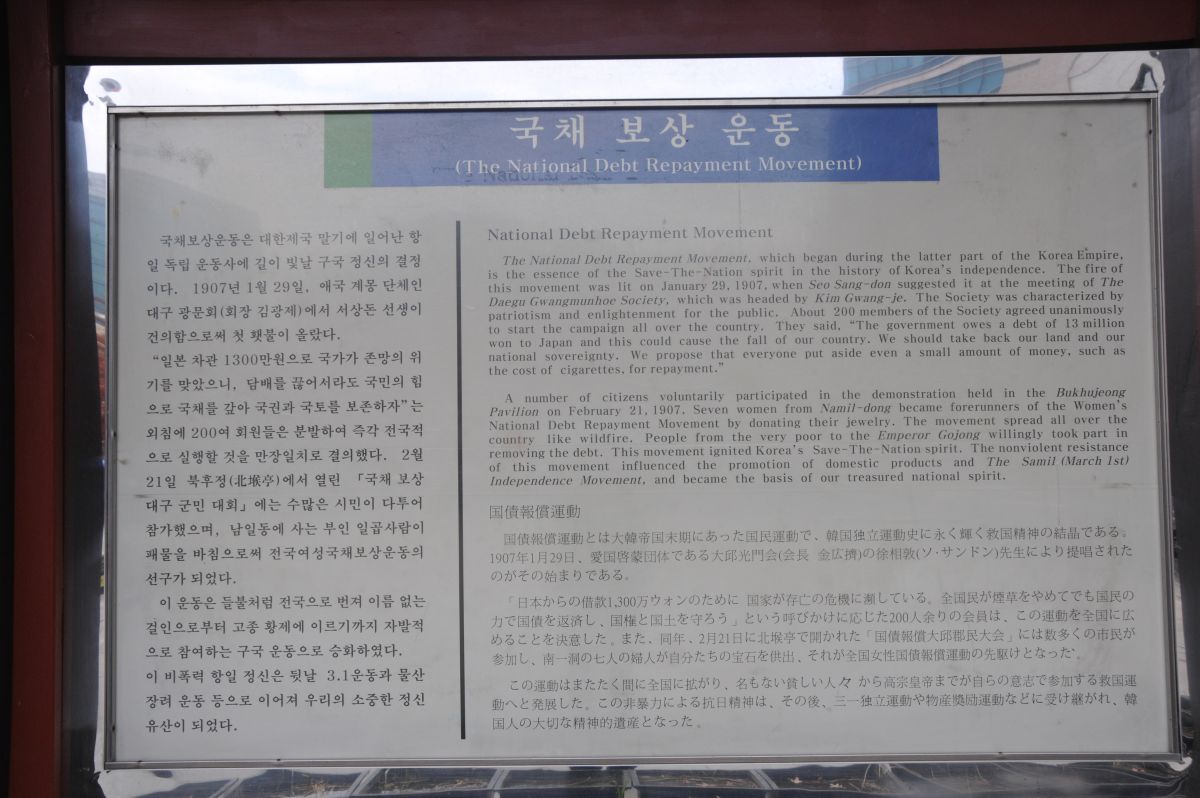 국채 보상 운동
(The National Debt Repayment Movement)
국채보상운동은 대한제국 말기에 일어난 항
일 독립 운동사에 길이 빛날 구국 정신의 결정
이다. 1907년 1월 29일, 애국 계몽 단체인
대구 광문회(회장 김광제)에서 서상돈 선생이
건의함으로써 첫 횃불이 올랐다.
“일본 차관 1300만원으로 국가가 존망의 위
기를 맞았으니, 담배를 끊어서라도 국민의 힘
으로 국채를 갚아 국권과 국토를 보존하자”는
외침에 200여 회원들은 분발하여 즉각 전국적
으로 실행할 것을 만장일치로 결의했다. 2월
21일 북후정(北堠亭)에서 열린 「국채 보상
대구 군민 대회」에는 수많은 시민이 다투어
참가했으며, 남일동에 사는 부인 일곱사람이
패물을 바침으로써 전국여성국채보상운동의
선구가 되었다.
이 운동은 들불처럼 전국으로 번져 이름 없는
걸인으로부터 고종 황제에 이르기까지 자발적
으로 참여하는 구국 운동으로 승화하였다.
이 비폭력 항일 정신은 뒷날 3.1운동과 물산
장려 운동 등으로 이어져 우리의 소중한 정신
유산이 되었다.
National Debt Repayment Movement
The National Debt Repayment Movement, which began during the latter part of the Korea Empire,
is the essence of the Save-The-Nation spirit in the history of Korea's independence. The fire of
this movement was lit on January 29, 1907, when Seo Sang-don suggested it at the meeting of The
Daegu Gwangmunhoe Society, which was headed by Kim Gwang-je. The Society was characterized by
patriotism and enlightenment for the public. About 200 members of the Society agreed unanimously
to start the campaign all over the country. They said, “The government owes a debt of 13 million
won to Japan and this could cause the fall of our country. We should take back our land and our
national sovereignty. We propose that everyone put aside even a small amount of money, such as
the cost of cigarettes, for repayment.”
A number of citizens voluntarily participated in the demonstration held in the Bukhujeong
Pavilion on February 21, 1907. Seven women from Namil-dong became forerunners of the Women's
National Debt Repayment Movement by donating their jewelry. The movement spread all over the
country like wildfire. People from the very poor to the Emperor Gojong willingly took part in
removing the debt. This movement ignited Korea's Save-The-Nation spirit. The nonviolent resistance
of this movement influenced the promotion of domestic products and The Samil (March 1st)
Independence Movement, and became the basis of our treasured national spirit.
国債報償運動
国債報償運動とは大韓帝国末期にあった国民運動で、韓国独立運動史に永く輝く救国精神の結晶である。
1907年1月29日、愛国啓蒙団体である大邱光門会(会長 金広擠)の徐相敦(ソ・サンドン)先生により提唱された
のがその始まりである。
「日本からの借款1,300万ウォンのために 国家が存亡の危機に瀕している。全国民が煙草をやめてでも国民の
力で国債を返済し、国権と国土を守ろう」という呼びかけに応じた200人余りの会員は、この運動を全国に広
めることを決意した。また、同年、2月21日に北堠亭で開かれた「国債報償大邱郡民大会」には数多くの市民が
参加し、南一洞の七人の婦人が自分たちの宝石を供出、それが全国女性国債報償運動の先駆けとなった。
この運動はまたたく間に全国に拡がり、名もない貧しい人々 から高宗皇帝までが自らの意志で参加する救国運
動へと発展した。この非暴力による抗日精神は、その後、三一独立運動や物産奬励運動などに受け継がれ、韓
国人の大切な精神的遺産となった。